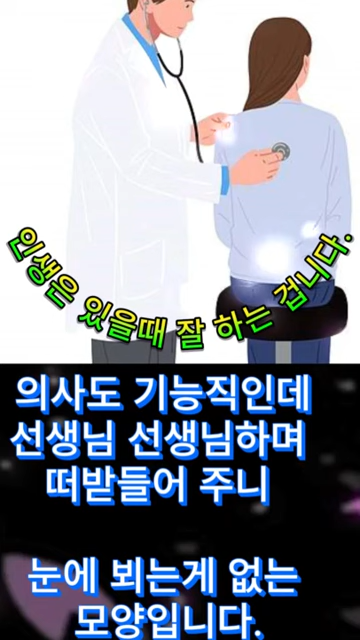 인생은 있을때 잘 하는 겁니다.
의사도 기능직인데
선생님 선생님하며
떠받들어 주니
눈에 뵈는게 없는
모양입니다.